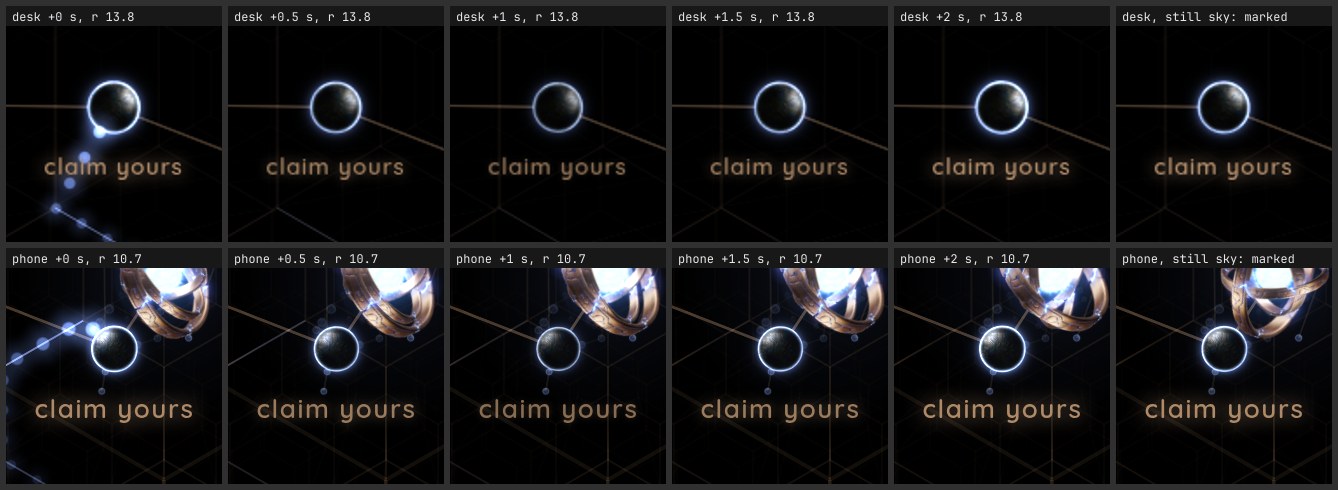 desk +0 s, r 13.8
desk +0.5 s, r 13.8
desk +1 s, r 13.8
desk +1.5 s, r 13.8
desk +2 s, r 13.8
desk, still sky: marked
claim yours
claim yours
claim yours
claim yours
claim yours
claim yours
phone +0 s, r 10.7
phone +0.5 s, r 10.7
phone +1 s, r 10.7
phone +1.5 s, r 10.7
phone +2 s, r 10.7
phone, still sky: marked
claim yours
claim yours
claim yours
claim yours
claim yours
claim yours